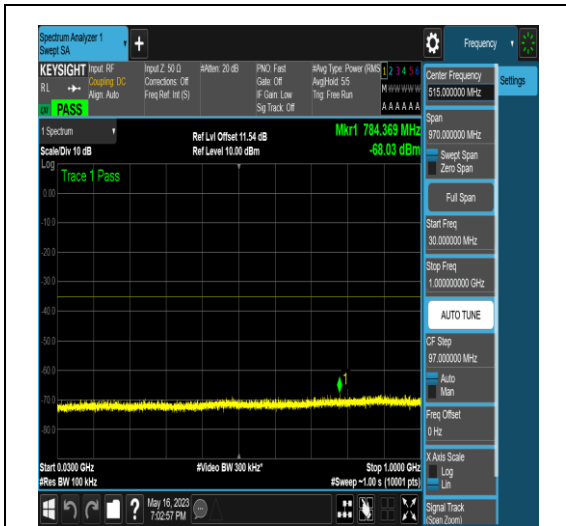 Spectrum Analyzer 1
Swept SA
Frequency
KEYSIGHT
RL
PASS
Input: RF
Coupling: DC
Align: Auto
Input Z: 50 Ω
Corrections: Off
Freq Ref: Int (S)
#Atten: 20 dB
PNO: Fast
Gate: Off
IF Gain: Low
Sig Track: Off
#Avg Type: Power (RMS
Avg|Hold: 5/5
Trig: Free Run
1 2 3 4 5 6
M W W W W W
A A A A A A
1 Spectrum
Scale/Div 10 dB
Ref Lvl Offset 11.54 dB
Ref Level 10.00 dBm
Mkr1 784.369 MHz
-68.03 dBm
Log
Trace 1 Pass
0.00
-10.0
-20.0
-30.0
-40.0
-50.0
-60.0
-70.0
-80.0
1
Start 0.0300 GHz
#Res BW 100 kHz
#Video BW 300 kHz*
Stop 1.0000 GHz
#Sweep ~1.00 s (10001 pts)
Center Frequency
515.000000 MHz
Settings
Span
970.000000 MHz
Swept Span
Zero Span
Full Span
Start Freq
30.000000 MHz
Stop Freq
1.000000000 GHz
AUTO TUNE
CF Step
97.000000 MHz
Auto
Man
Freq Offset
0 Hz
X Axis Scale
Log
Lin
Signal Track
(Span Zoom)
May 16, 2023
7:02:57 PM